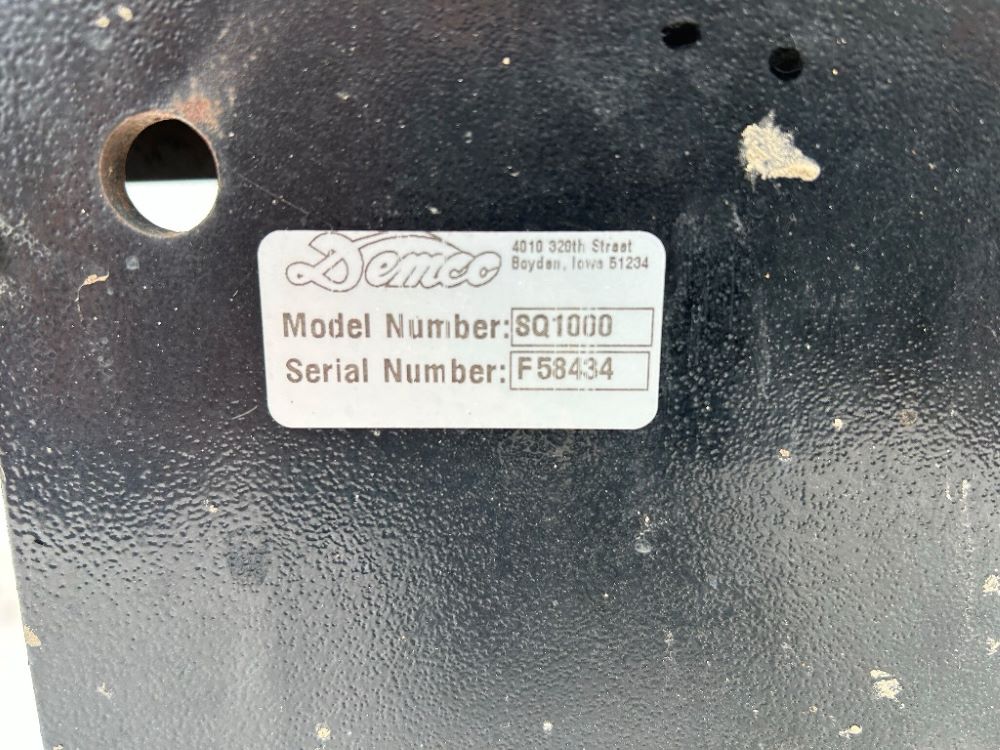 Demco
4010 320th Street
Boyden, Iowa 51234
Model Number: SQ1000
Serial Number: F58434